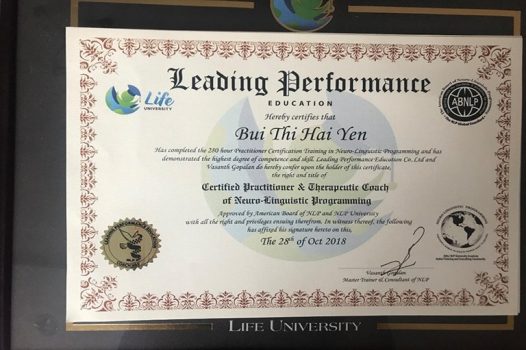 Leading Performance
EDUCATION
Life
UNIVERSITY
ABNLP
Hereby certifies that
Bui Thi Hai Yen
Has completed the 280 hour Practitioner Certification Training in Neuro-Linguistic Programming and has
demonstrated the highest degree of competence and skill. Leading Performance Education Co. Ltd and
Vasanth Gopalan do hereby confer upon the holder of this certificate,
the right and title of
Certified Practitioner & Therapeutic Coach
of Neuro-Linguistic Programming
Approved by American Board of NLP and NGP University
with all the right and privileges ensuing therefrom. In witness thereof, the following
has affixed his signature hereto on this,
The 28th of Oct 2018
Vasanth Gopalan
Master Trainer & Consultant of NLP
LIFE UNIVERSITY